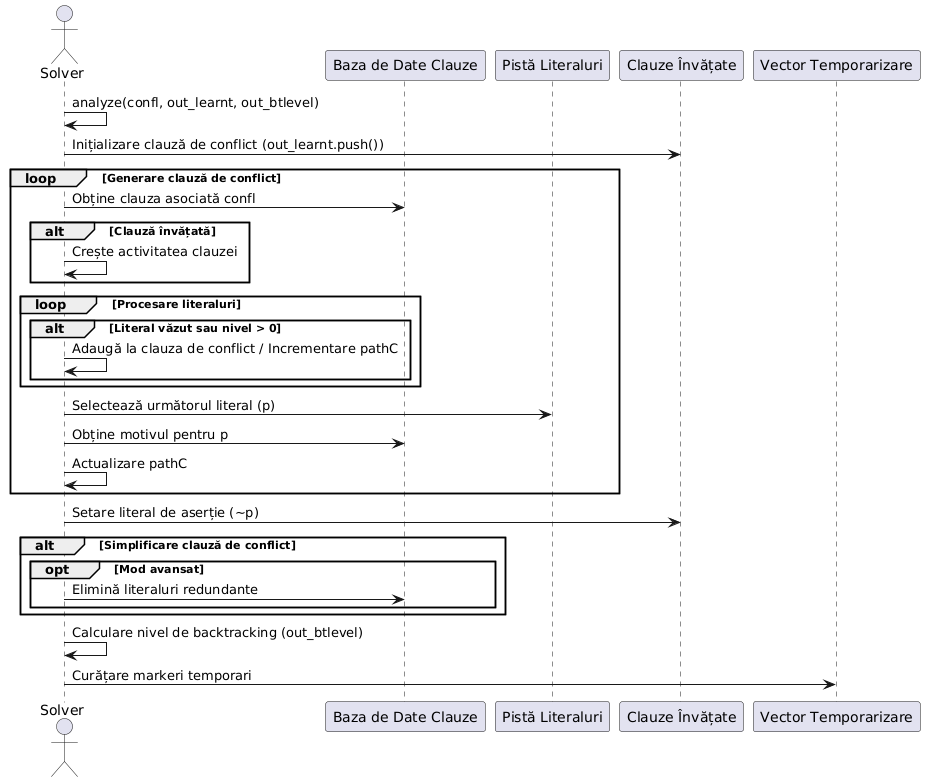 Solver
Baza de Date Clauze
Pistă Literaluri
Clauze Învățate
Vector Temporarizare
analyze(confl, out_learnt, out_btlevel)
Inițializare clauză de conflict (out_learnt.push())
loop [Generare clauză de conflict]
Obține clauza asociată confl
alt [Clauză învățată]
Crește activitatea clauzei
loop [Procesare literaluri]
alt [Literal văzut sau nivel > 0]
Adaugă la clauza de conflict / Incrementare pathC
Selectează următorul literal (p)
Obține motivul pentru p
Actualizare pathC
Setare literal de aserție (~p)
alt [Simplificare clauză de conflict]
opt [Mod avansat]
Elimină literaluri redundante
Calculare nivel de backtracking (out_btlevel)
Curățare markeri temporari
Solver
Baza de Date Clauze
Pistă Literaluri
Clauze Învățate
Vector Temporarizare